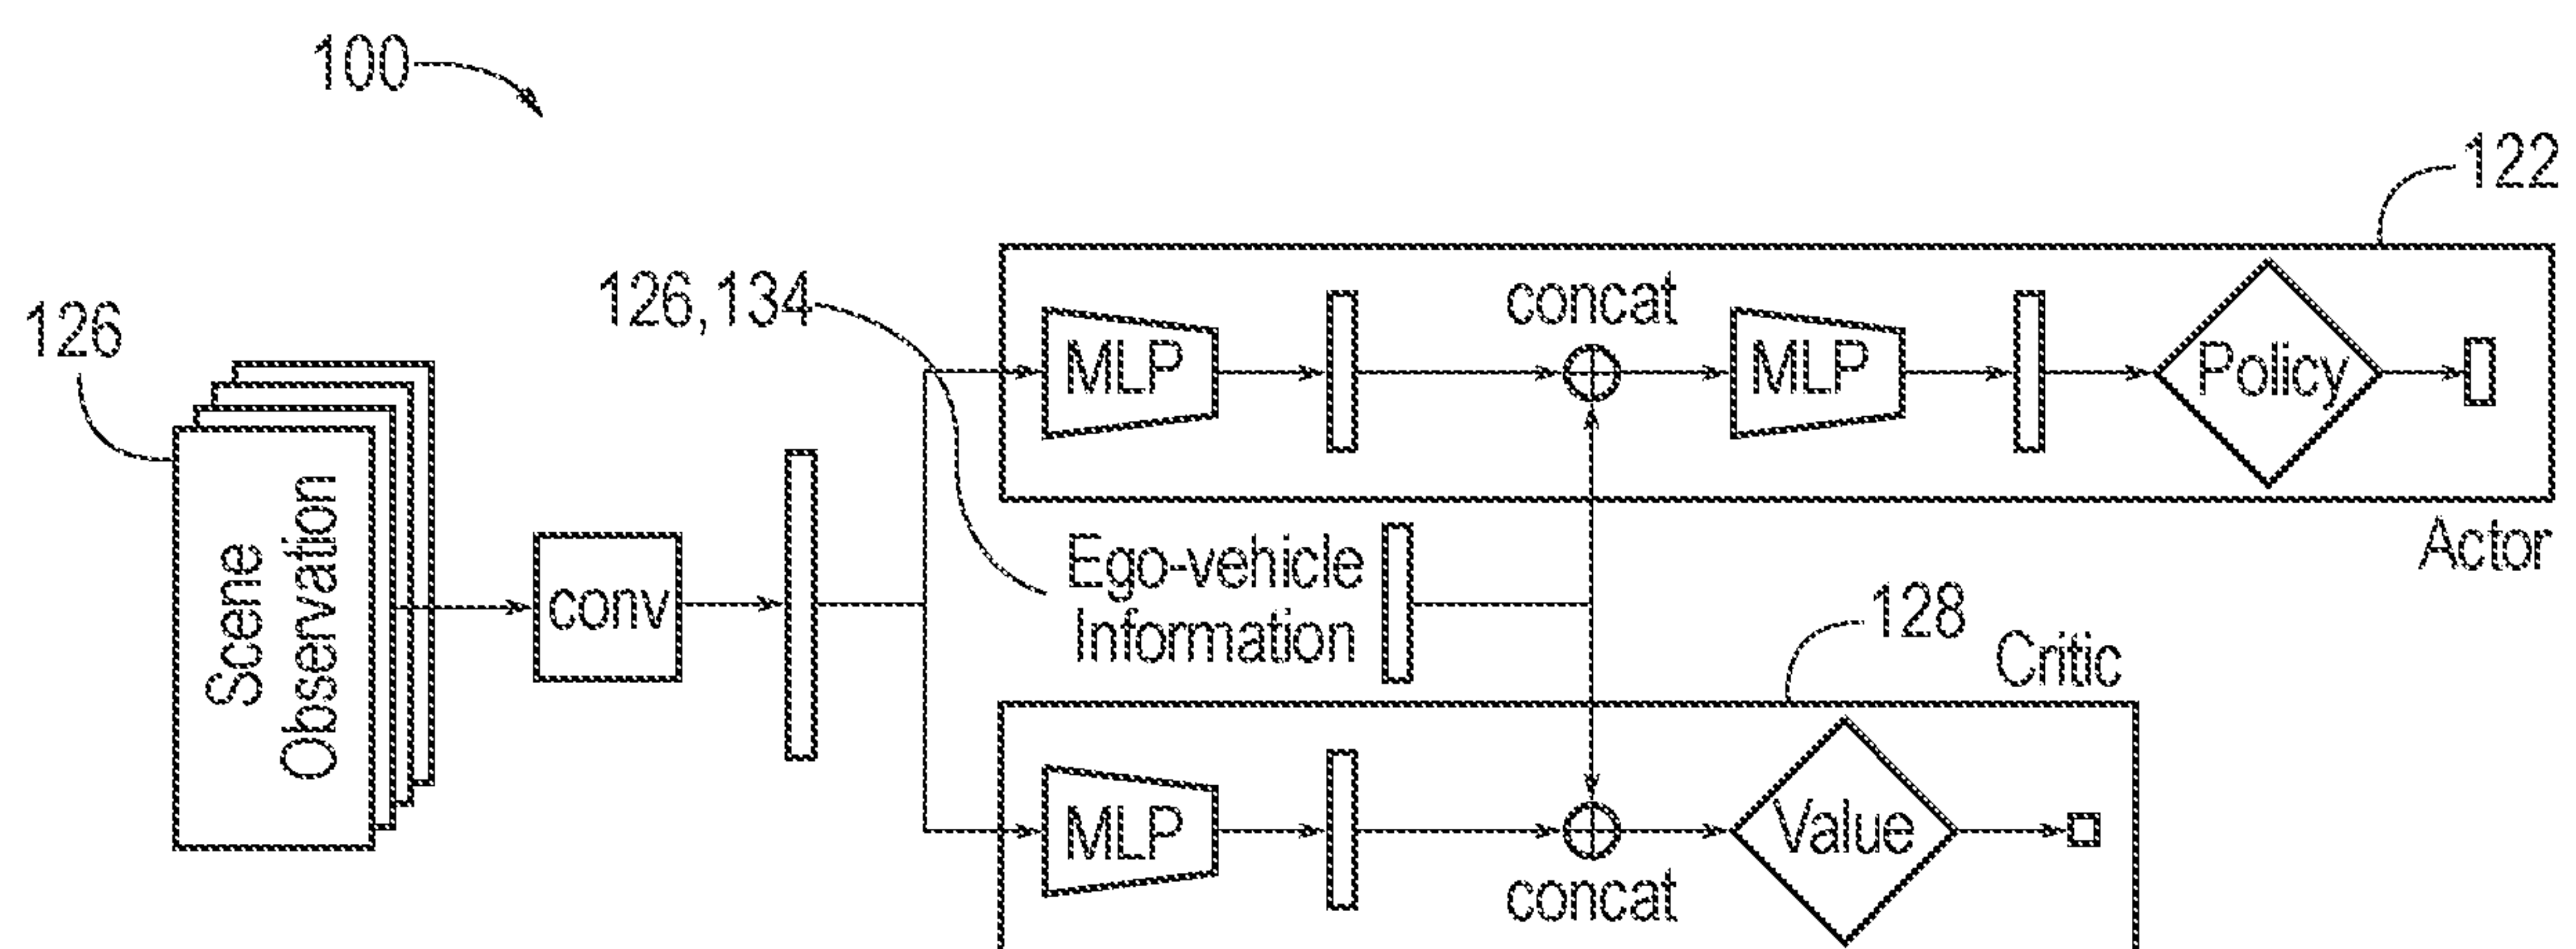 100
122
126
126,134
concat
MLP
MLP
Policy
Actor
Scene
Observation
conv
Ego-vehicle
Information
128
Critic
MLP
Value
concat